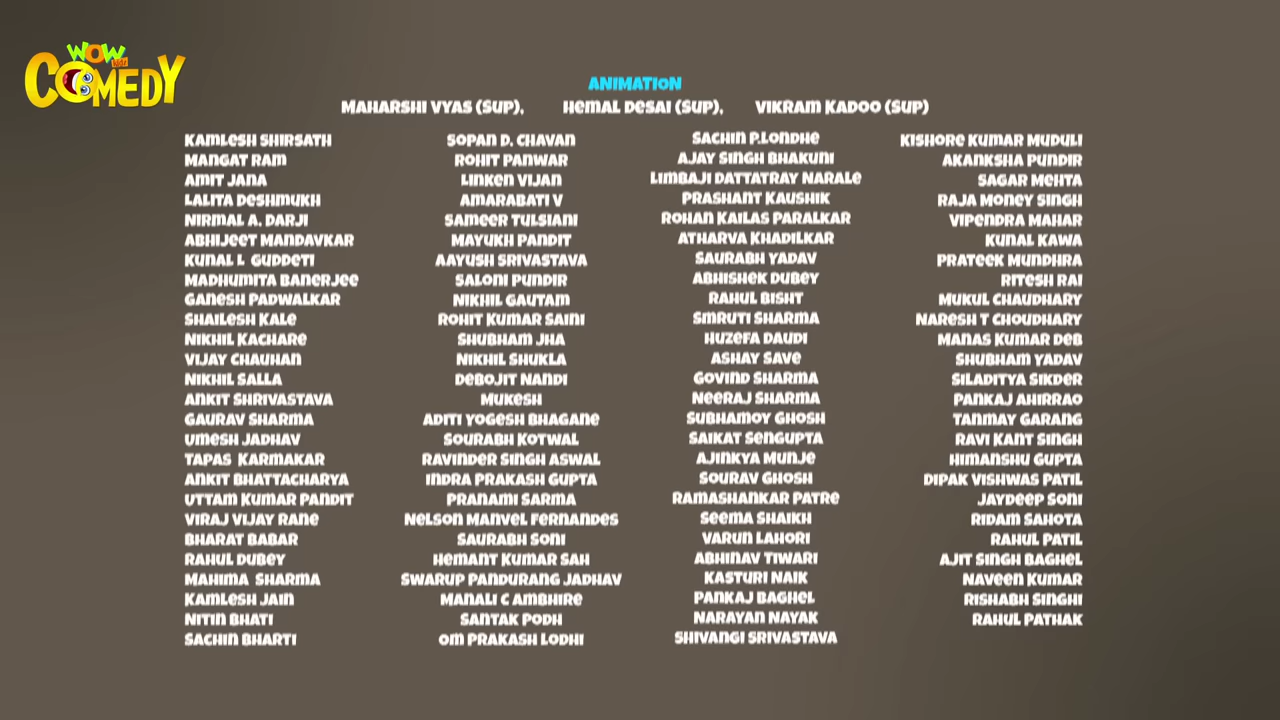 WOW
KIDZ
COMEDY
ANIMATION
MAHARSHI VYAS (SUP), HEMAL DESAI (SUP), VIKRAM KADOO (SUP)
KAMLESH SHIRSATH SOPAN D. CHAVAN SACHIN P.LONDHE KISHORE KUMAR MUDULI
MANGAT RAM ROHIT PANWAR AJAY SINGH BHAKUNI AKANKSHA PUNDIR
AMIT JANA LINKEN VIJAN LIMBAJI DATTATRAY NARALE SAGAR MEHTA
LALITA DESHMUKH AMARABATI V PRASHANT KAUSHIK RAJA MONEY SINGH
NIRMAL A. DARJI SAMEER TULSIANI ROHAN KAILAS PARALKAR VIPENDRA MAHAR
ABHIJEET MANDAVKAR MAYUKH PANDIT ATHARVA KHADILKAR KUNAL KAWA
KUNAL L GUDDETI AAYUSH SRIVASTAVA SAURABH YADAV PRATEEK MUNDHRA
MADHUMITA BANERJEE SALONI PUNDIR ABHISHEK DUBEY RITESH RAI
GANESH PADWALKAR NIKHIL GAUTAM RAHUL BISHT MUKUL CHAUDHARY
SHAILESH KALE ROHIT KUMAR SAINI SMRUTI SHARMA NARESH T CHOUDHARY
NIKHIL KACHARE SHUBHAM JHA HUZEFA DAUDI MANAS KUMAR DEB
VIJAY CHAUHAN NIKHIL SHUKLA ASHAY SAVE SHUBHAM YADAV
NIKHIL SALLA DEBOJIT NANDI GOVIND SHARMA SILADITYA SIKDER
ANKIT SHRIVASTAVA MUKESH NEERAJ SHARMA PANKAJ AHIRRAO
GAURAV SHARMA ADITI YOGESH BHAGANE SUBHAMOY GHOSH TANMAY GARANG
UMESH JADHAV SOURABH KOTWAL SAIKAT SENGUPTA RAVI KANT SINGH
TAPAS KARMAKAR RAVINDER SINGH ASWAL AJINKYA MUNJE HIMANSHU GUPTA
ANKIT BHATTACHARYA INDRA PRAKASH GUPTA SOURAV GHOSH DIPAK VISHWAS PATIL
UTTAM KUMAR PANDIT PRANAMI SARMA RAMASHANKAR PATRE JAYDEEP SONI
VIRAJ VIJAY RANE NELSON MANVEL FERNANDES SEEMA SHAIKH RIDAM SAHOTA
BHARAT BABAR SAURABH SONI VARUN LAHORI RAHUL PATIL
RAHUL DUBEY HEMANT KUMAR SAH ABHINAV TIWARI AJIT SINGH BAGHEL
MAHIMA SHARMA SWARUP PANDURANG JADHAV KASTURI NAIK NAVEEN KUMAR
KAMLESH JAIN MANALI C AMBHIRE PANKAJ BAGHEL RISHABH SINGHI
NITIN BHATI SANTAK PODH NARAYAN NAYAK RAHUL PATHAK
SACHIN BHARTI OM PRAKASH LODHI SHIVANGI SRIVASTAVA